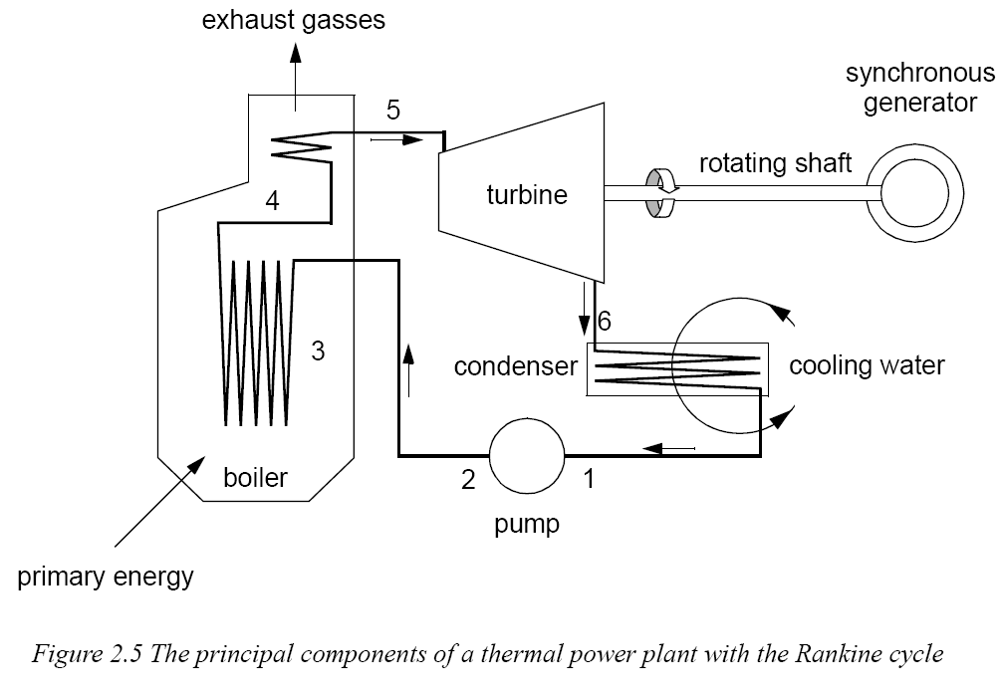 exhaust gasses
synchronous
generator
5
rotating shaft
turbine
4
6
3
condenser
cooling water
boiler
2
1
pump
primary energy
Figure 2.5 The principal components of a thermal power plant with the Rankine cycle